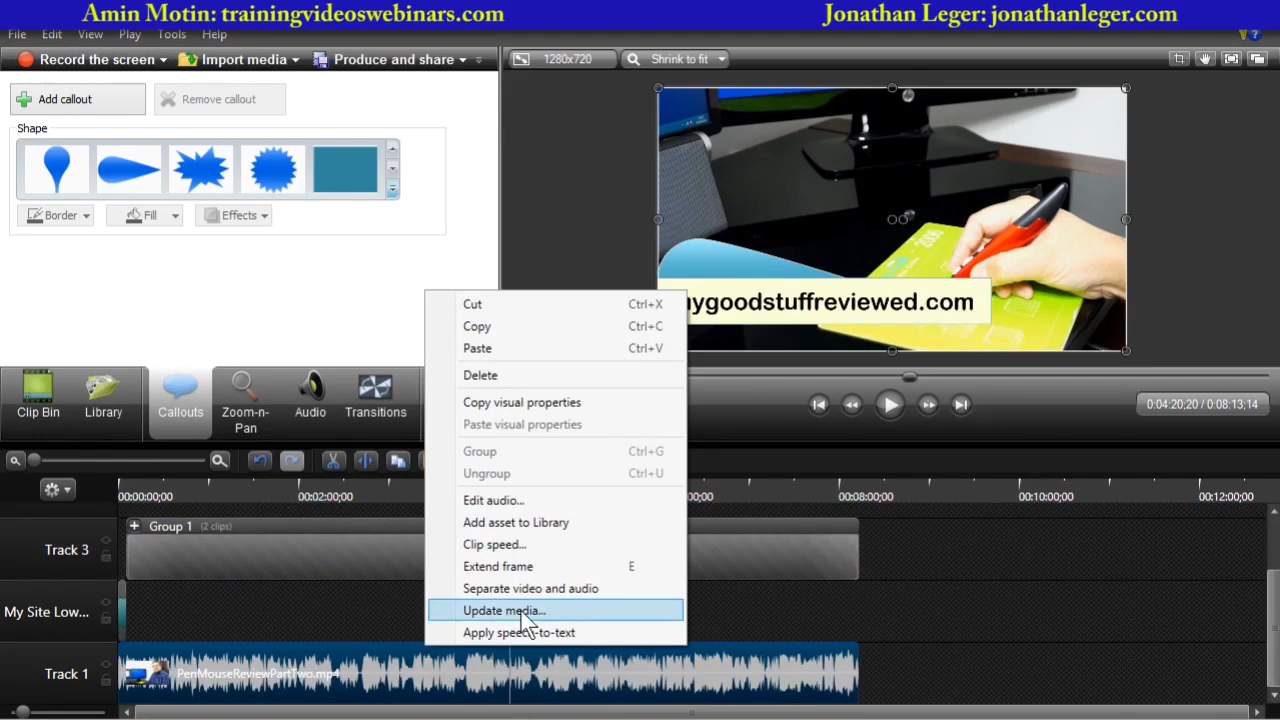 Amin Motin: trainingvideoswebinars.com
Jonathan Leger: jonathanleger.com
File Edit View Play Tools Help
Record the screen Import media Produce and share
1280x720 Shrink to fit
Add callout Remove callout
Shape
Border Fill Effects
2006
mygoodstuffreviewed.com
Cut Ctrl+X
Copy Ctrl+C
Paste Ctrl+V
Delete
Copy visual properties
Paste visual properties
Group Ctrl+G
Ungroup Ctrl+U
Edit audio...
Add asset to Library
Clip speed...
Extend frame E
Separate video and audio
Update media...
Apply speech-to-text
Clip Bin Library Callouts Zoom-n-Pan Audio Transitions
0:04:20;20 / 0:08:13;14
00:00:00;00 00:02:00;00 00;00 00:08:00;00 00:10:00;00 00:12:00;00
Track 3 Group 1 (2 clips)
My Site Low...
Track 1 PenMouseReviewPartTwo.mp4